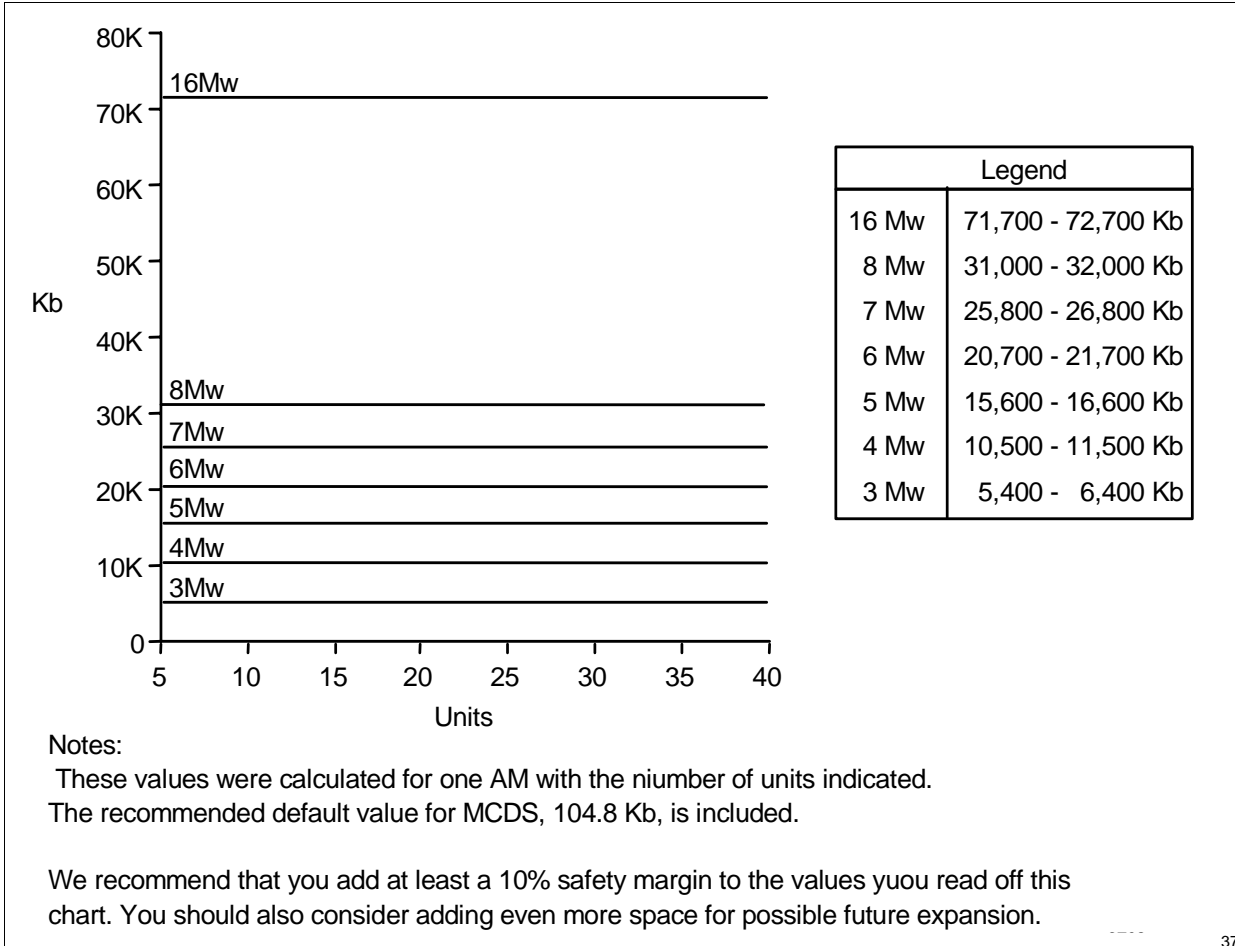 80K
16Mw
70K
60K
50K
Kb
40K
8Mw
30K
7Mw
6Mw
20K
5Mw
4Mw
10K
3Mw
0
5 10 15 20 25 30 35 40
Units
Legend
16 Mw 71,700 - 72,700 Kb
8 Mw 31,000 - 32,000 Kb
7 Mw 25,800 - 26,800 Kb
6 Mw 20,700 - 21,700 Kb
5 Mw 15,600 - 16,600 Kb
4 Mw 10,500 - 11,500 Kb
3 Mw 5,400 - 6,400 Kb
Notes:
These values were calculated for one AM with the niumber of units indicated.
The recommended default value for MCDS, 104.8 Kb, is included.
We recommend that you add at least a 10% safety margin to the values yuou read off this
chart. You should also consider adding even more space for possible future expansion.
37